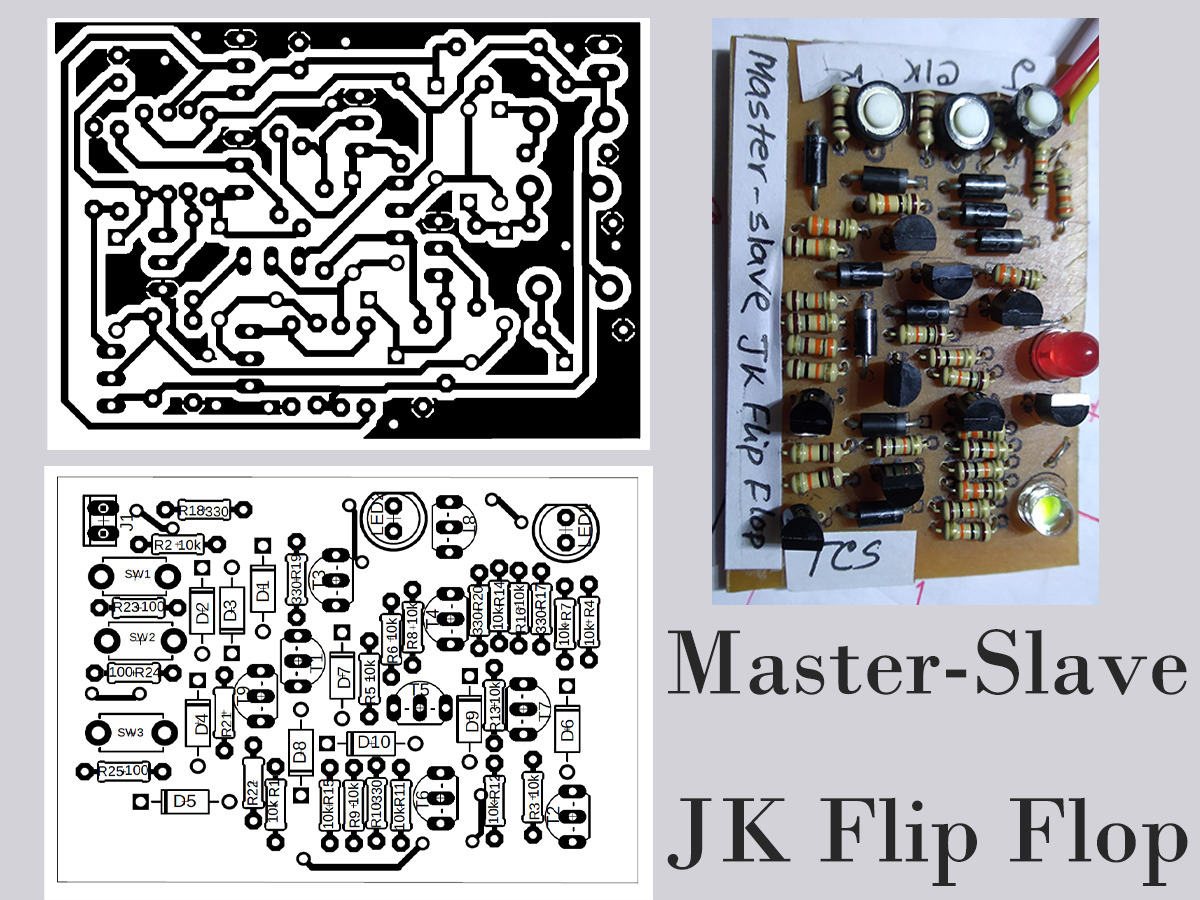 K
Clk
J
Master-slave JK Flip Flop
521
J1
R18 330
LED2
T8
LED1
R2 10k
SW1
R23 100
D2
D3
D1
330 R19
T3
SW2
100 R24
T1
D7
R5 10k
R6 10k
R8 10k
T4
330 R20
10k R14
R16 10k
330 R17
10k R7
10k R4
T9
R21
D4
SW3
T5
D9
R13 10k
T7
D6
D8
D10
R25 100
D5
R22
10k R1
10k R15
R9 10k
R10 330
10k R11
T6
10k R12
R3 10k
T2
Master-Slave
JK Flip Flop